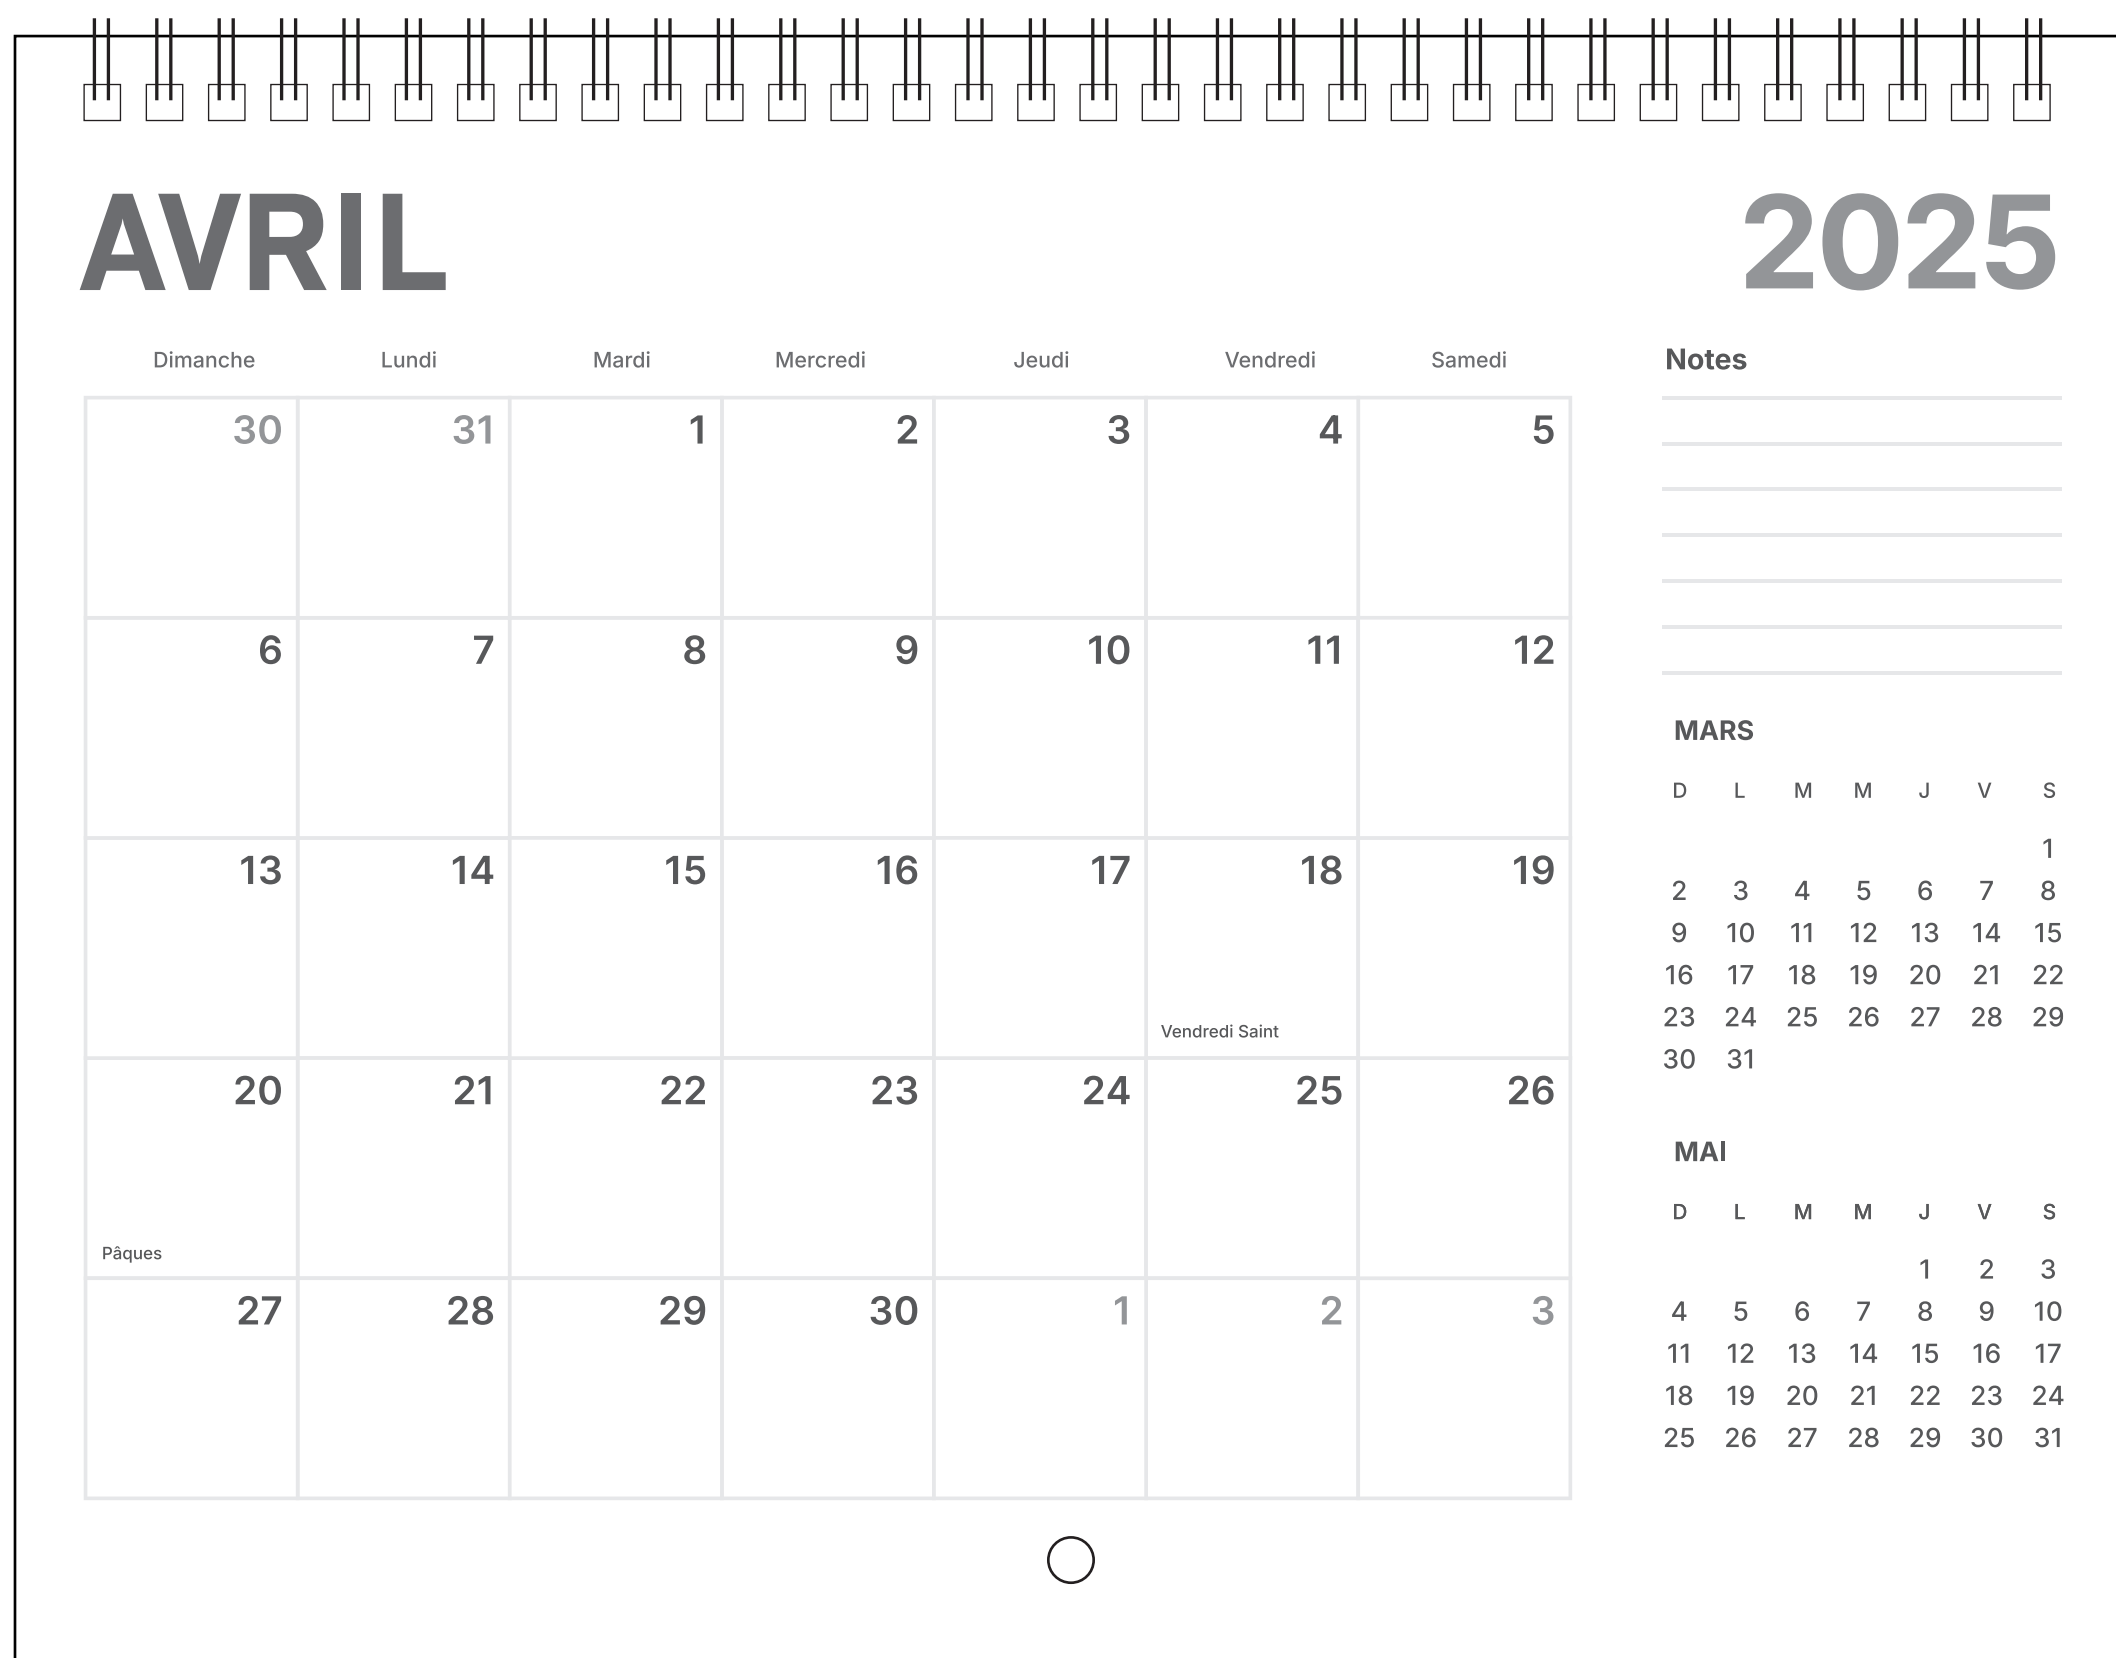 AVRIL 2025
Dimanche Lundi Mardi Mercredi Jeudi Vendredi Samedi
30 31 1 2 3 4 5
6 7 8 9 10 11 12
13 14 15 16 17 18 19
Vendredi Saint
20 21 22 23 24 25 26
Pâques
27 28 29 30 1 2 3
Notes
MARS
D L M M J V S
1
2 3 4 5 6 7 8
9 10 11 12 13 14 15
16 17 18 19 20 21 22
23 24 25 26 27 28 29
30 31
MAI
D L M M J V S
1 2 3
4 5 6 7 8 9 10
11 12 13 14 15 16 17
18 19 20 21 22 23 24
25 26 27 28 29 30 31